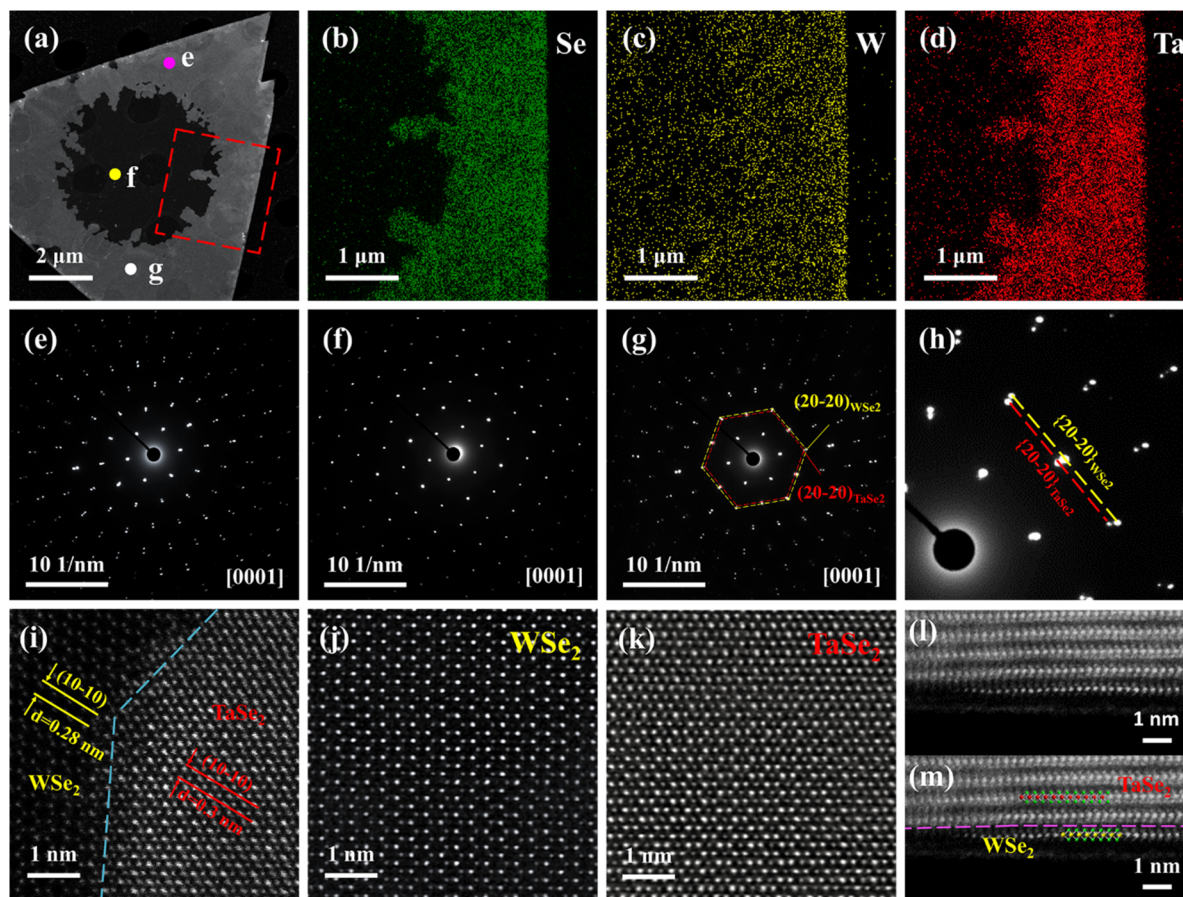 (a)
e
f
g
2 μm
(b)
Se
1 μm
(c)
W
1 μm
(d)
Ta
1 μm
(e)
10 1/nm
[0001]
(f)
10 1/nm
[0001]
(g)
(20-20)WSe2
(20-20)TaSe2
10 1/nm
[0001]
(h)
{20-20}WSe2
{20-20}TaSe2
(i)
(10-10)
d=0.28 nm
WSe2
TaSe2
(10-10)
d=0.3 nm
1 nm
(j)
WSe2
1 nm
(k)
TaSe2
1 nm
(l)
1 nm
(m)
TaSe2
WSe2
1 nm